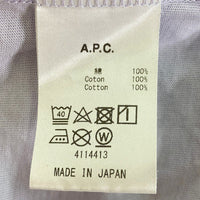 A.P.C.
綿 100%
Coton 100%
Cotton 100%
40
W
4114413
MADE IN JAPAN